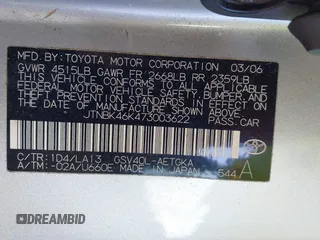 MFD. BY: TOYOTA MOTOR CORPORATION 03/06
GVWR 4515LB GAWR FR 2668LB RR 2359LB
THIS VEHICLE CONFORMS TO ALL APPLICABLE
FEDERAL MOTOR VEHICLE SAFETY, BUMPER, AND
THEFT PREVENTION STANDARDS IN EFFECT ON
THE DATE OF MANUFACTURE SHOWN ABOVE.
JTNBK46K473003622 PASS.CAR
C/TR:1D4/LA13 GSV40L-AETGKA
A/TM:-02A/U660E MADE IN JAPAN 544 A
DREAMBID.COM